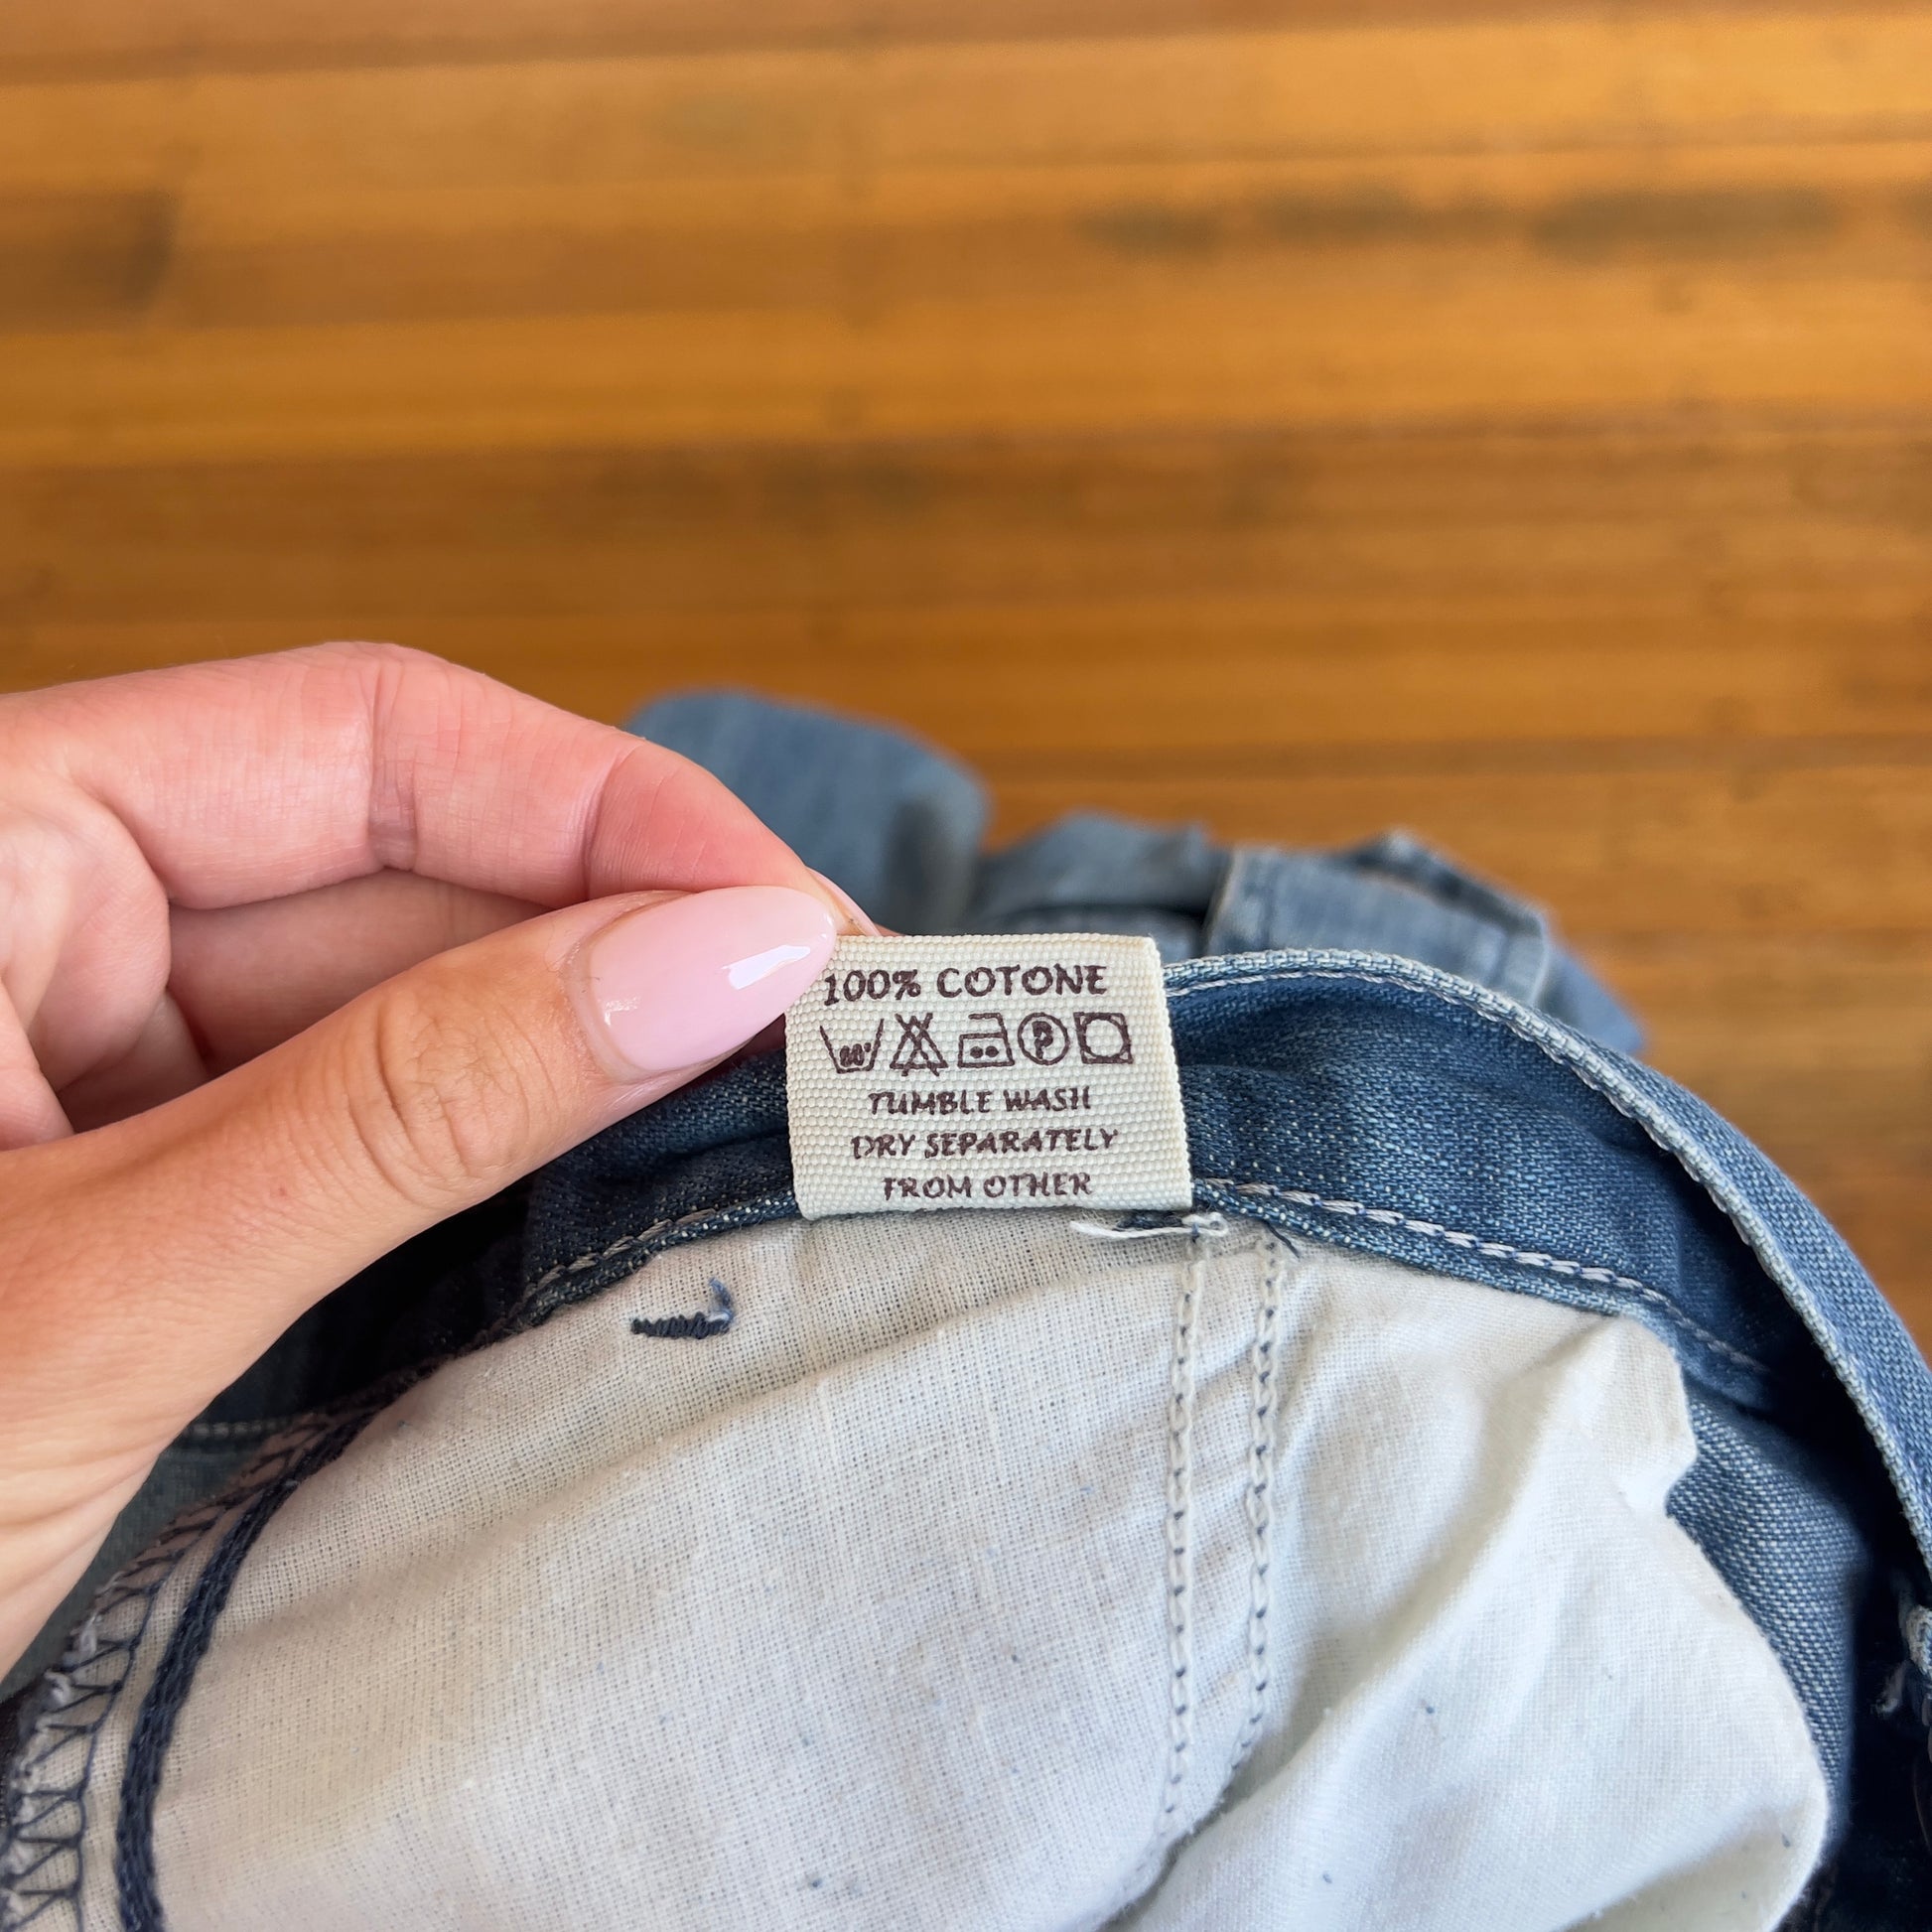 100% COTONE
P
TUMBLE WASH
DRY SEPARATELY
FROM OTHER